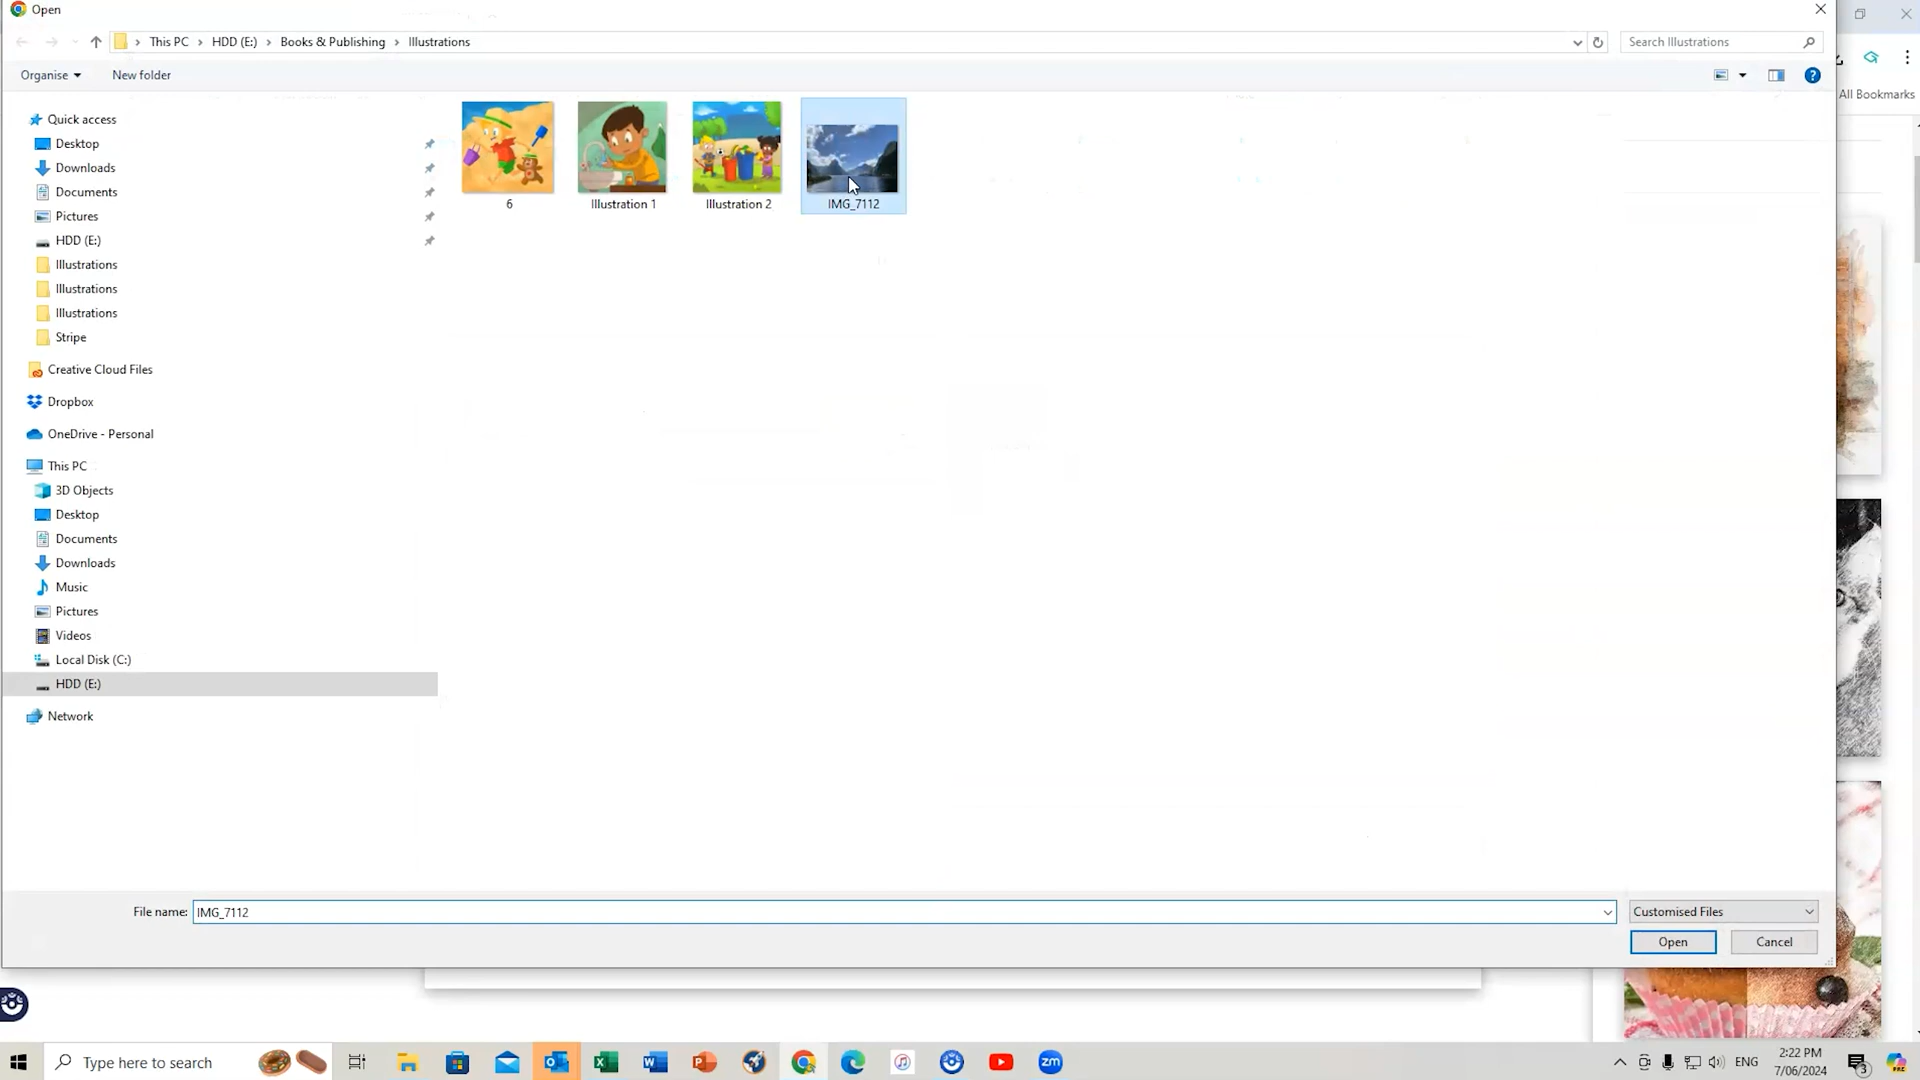 Open
This PC
HDD (E:)
Books & Publishing
Illustrations
Search Illustrations
Organise
New folder
All Bookmarks
Quick access
Desktop
Downloads
Documents
Pictures
HDD (E:)
Illustrations
Illustrations
Illustrations
Stripe
Creative Cloud Files
Dropbox
OneDrive - Personal
This PC
3D Objects
Desktop
Documents
Downloads
Music
Pictures
Videos
Local Disk (C:)
HDD (E:)
Network
6
Illustration 1
Illustration 2
IMG_7112
File name:
IMG_7112
Customised Files
Open
Cancel
Type here to search
zm
ENG
2:22 PM
7/06/2024
3